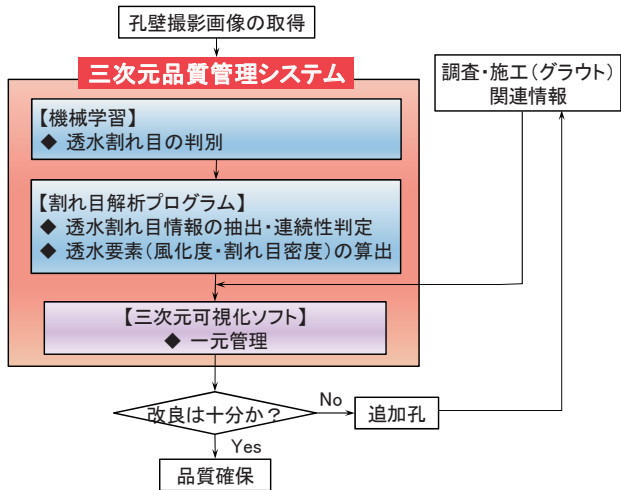 孔壁撮影画像の取得
三次元品質管理システム
調査・施工(グラウト)
関連情報
【機械学習】
◆ 透水割れ目の判別
【割れ目解析プログラム】
◆ 透水割れ目情報の抽出・連続性判定
◆ 透水要素(風化度・割れ目密度)の算出
【三次元可視化ソフト】
◆ 一元管理
改良は十分か?
No
追加孔
Yes
品質確保